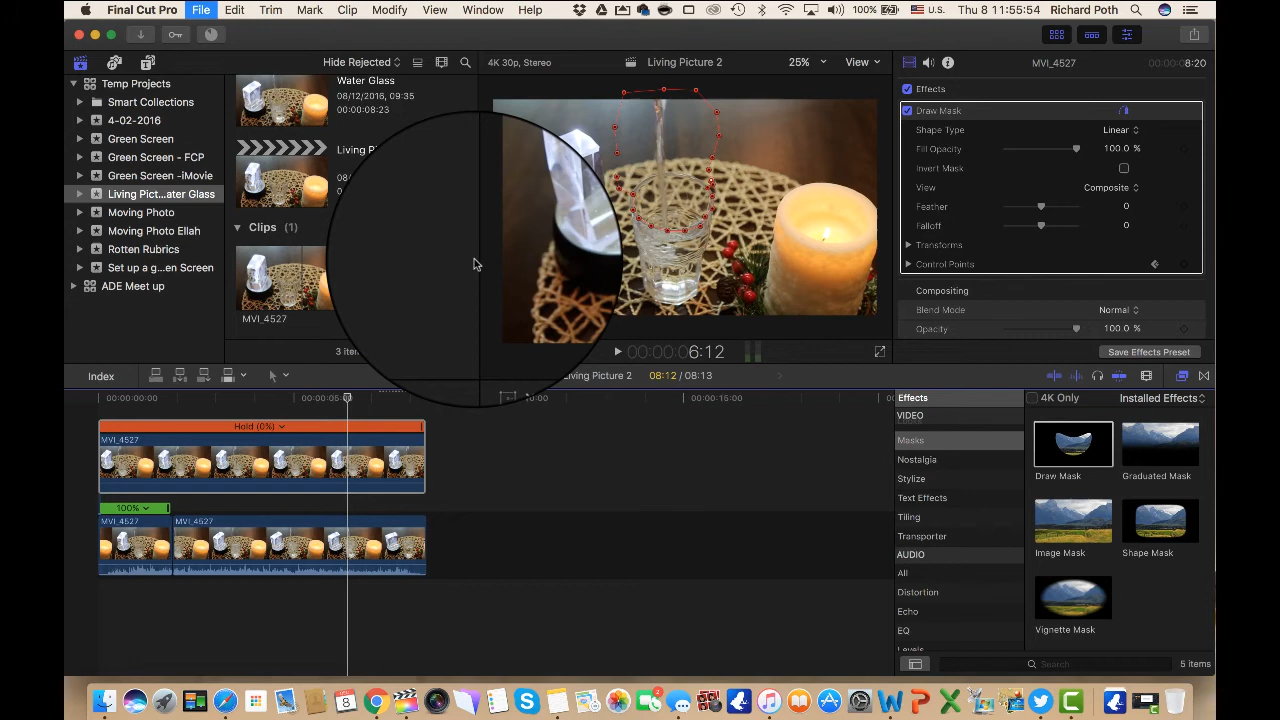 Final Cut Pro File Edit Trim Mark Clip Modify View Window Help 100% U.S. Thu 8 11:55:54 Richard Poth
Hide Rejected 4K 30p, Stereo Living Picture 2 25% View MVI_4527 8:20
Temp Projects
Smart Collections
4-02-2016
Green Screen
Green Screen - FCP
Green Screen -iMovie
Living Pict...ater Glass
Moving Photo
Moving Photo Ellah
Rotten Rubrics
Set up a g...en Screen
ADE Meet up
Water Glass
08/12/2016, 09:35
00:00:08:23
Clips (1)
MVI_4527
Effects
Draw Mask
Shape Type Linear
Fill Opacity 100.0 %
Invert Mask
View Composite
Feather 0
Falloff 0
Transforms
Control Points
Compositing
Blend Mode Normal
Opacity 100.0 %
6:12
Save Effects Preset
Index Living Picture 2 08:12 / 08:13
00:00:00:00 00:00:05 00:00:15:00
Hold (0%)
MVI_4527
100%
MVI_4527 MVI_4527
Effects 4K Only Installed Effects
VIDEO
Masks
Nostalgia
Stylize
Text Effects
Tiling
Transporter
AUDIO
All
Distortion
Echo
EQ
Levels
Draw Mask Graduated Mask
Image Mask Shape Mask
Vignette Mask
Search 5 items